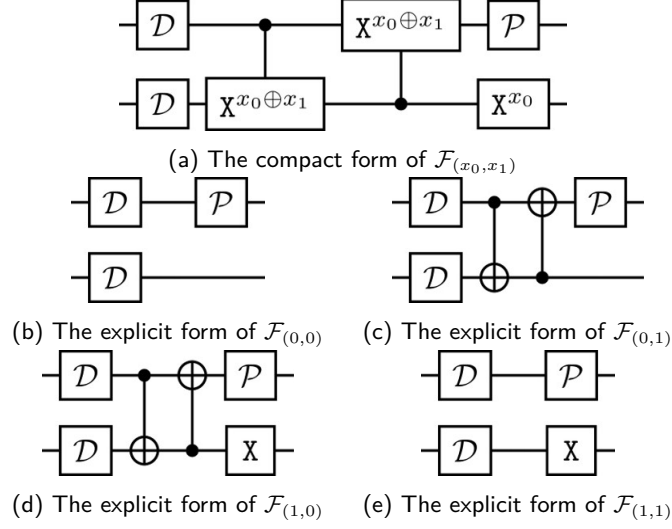 𝒟 X^{x₀⊕x₁} 𝒫
𝒟 X^{x₀⊕x₁} X^{x₀}
(a) The compact form of ℱ_{(x₀,x₁)}
𝒟 𝒫
𝒟
(b) The explicit form of ℱ_{(0,0)}
𝒟 𝒫
𝒟
(c) The explicit form of ℱ_{(0,1)}
𝒟 𝒫
𝒟 X
(d) The explicit form of ℱ_{(1,0)}
𝒟 𝒫
𝒟 X
(e) The explicit form of ℱ_{(1,1)}